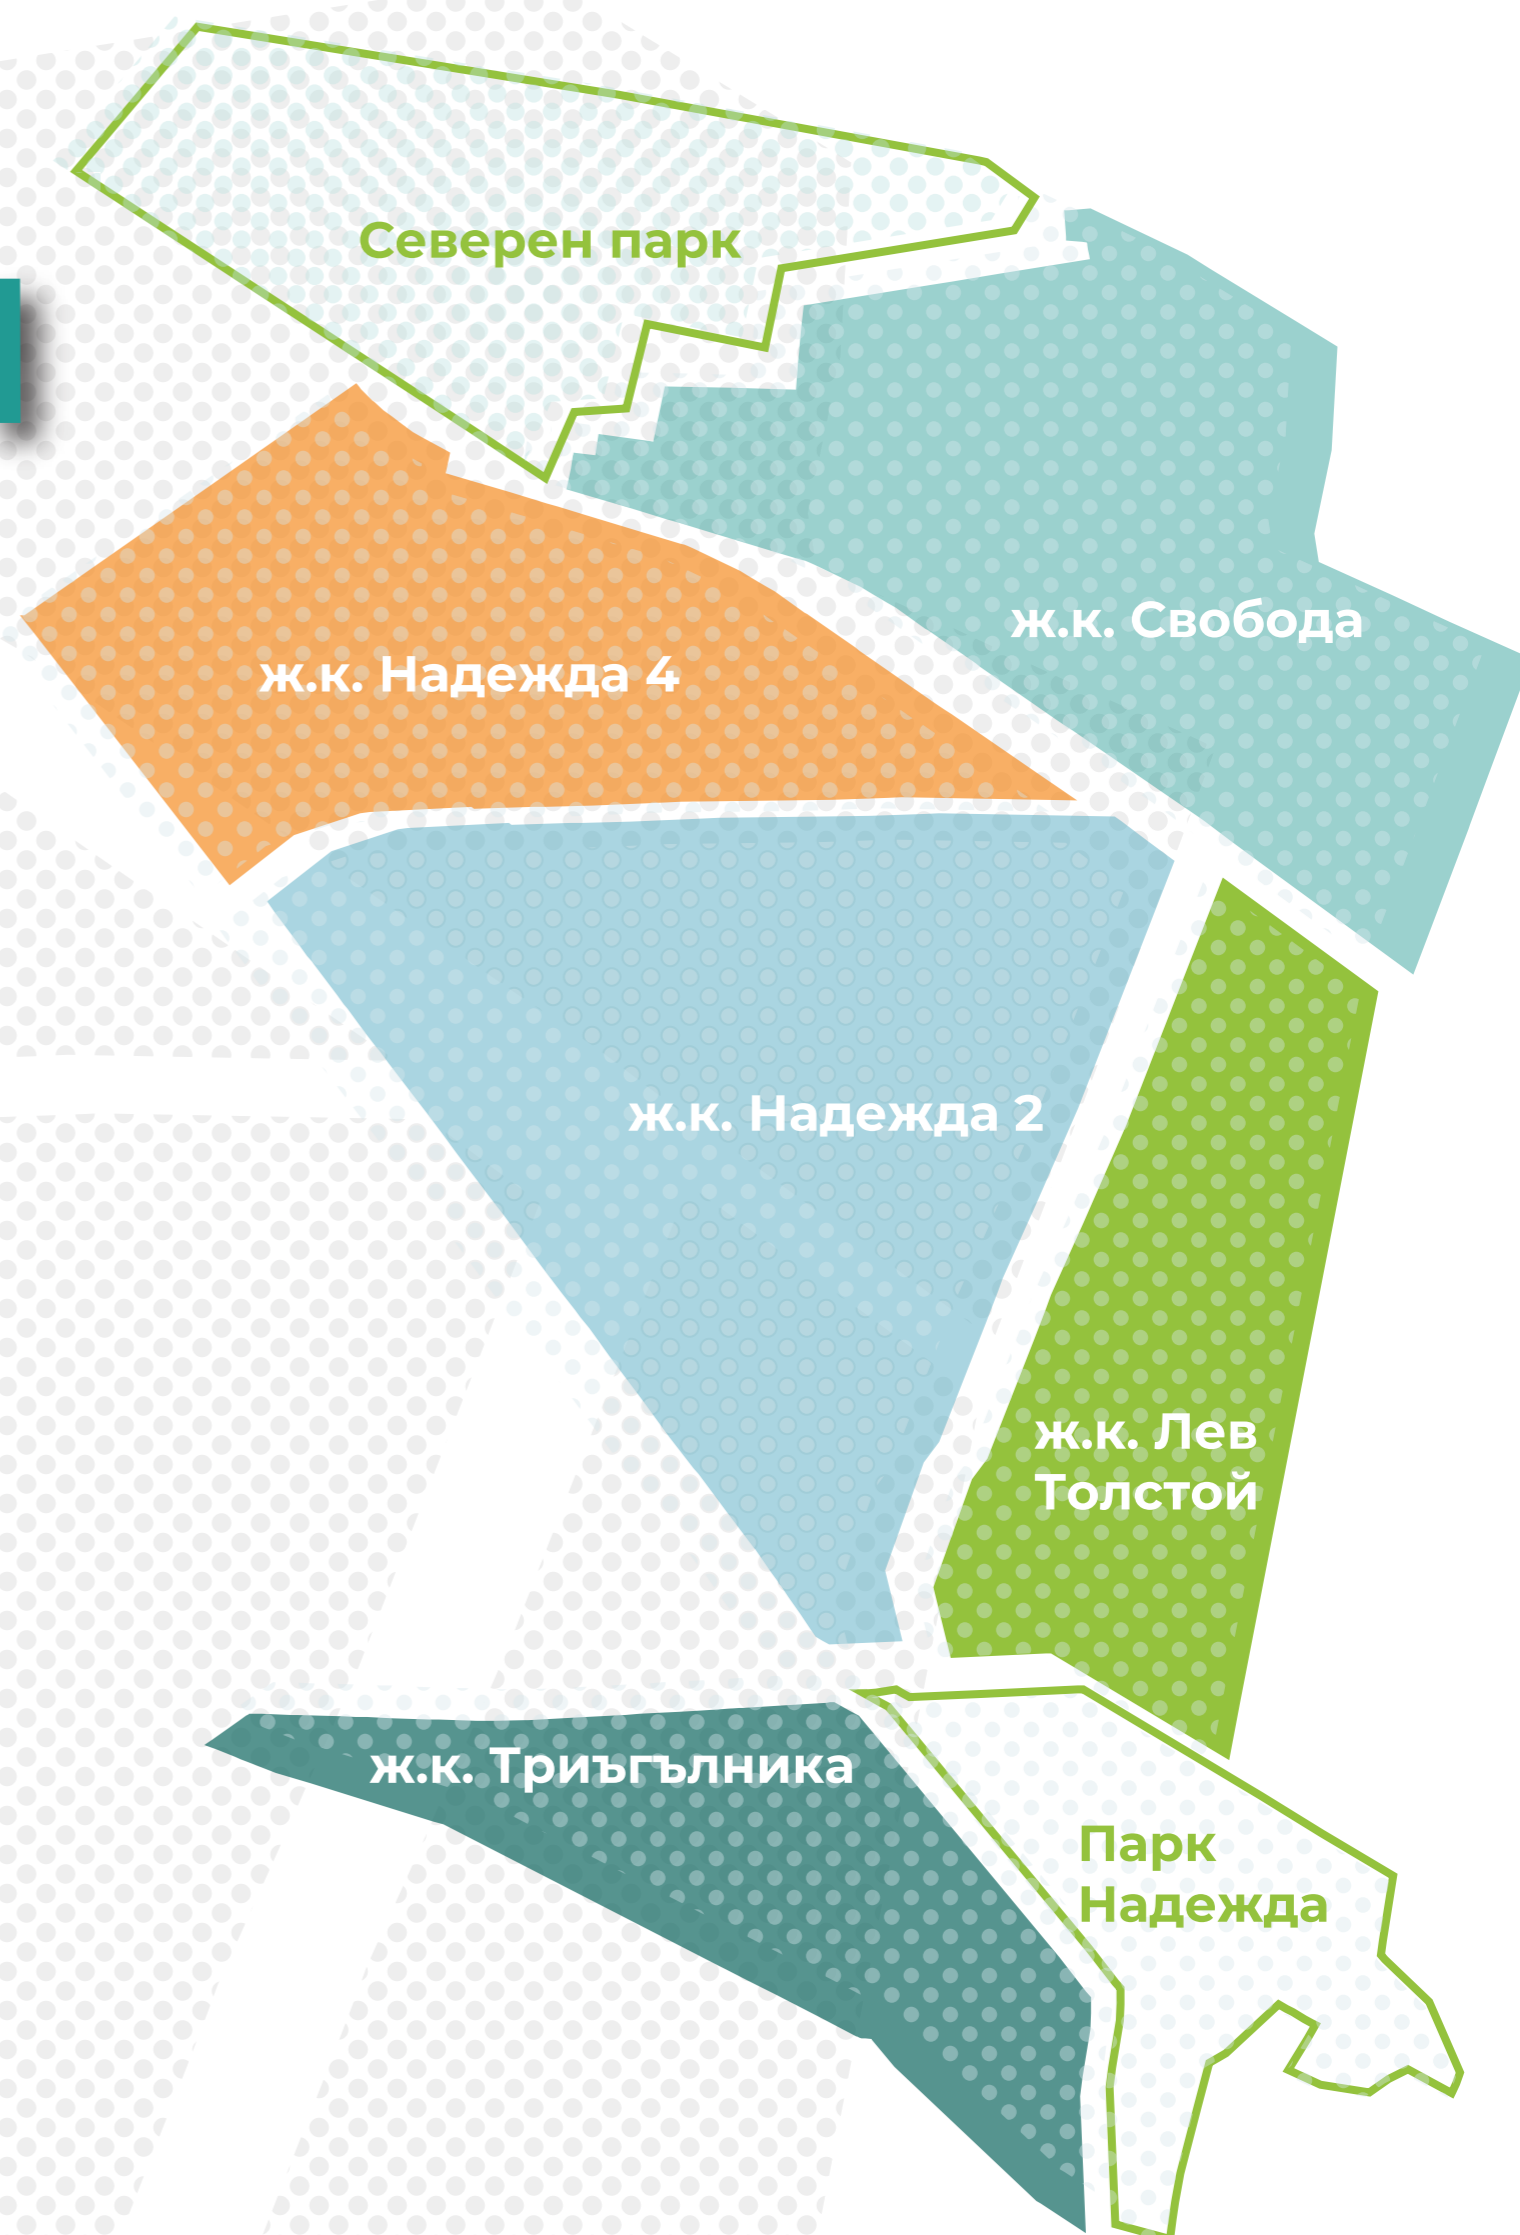 Северен парк
ж.к. Свобода
ж.к. Надежда 4
ж.к. Надежда 2
ж.к. Лев
Толстой
ж.к. Триъгълника
Парк
Надежда